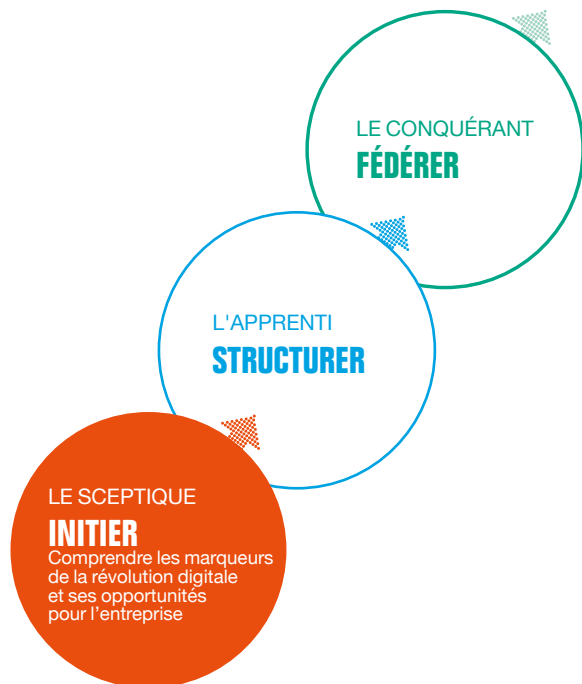 LE CONQUÉRANT
FÉDÉRER
L'APPRENTI
STRUCTURER
LE SCEPTIQUE
INITIER
Comprendre les marqueurs
de la révolution digitale
et ses opportunités
pour l’entreprise